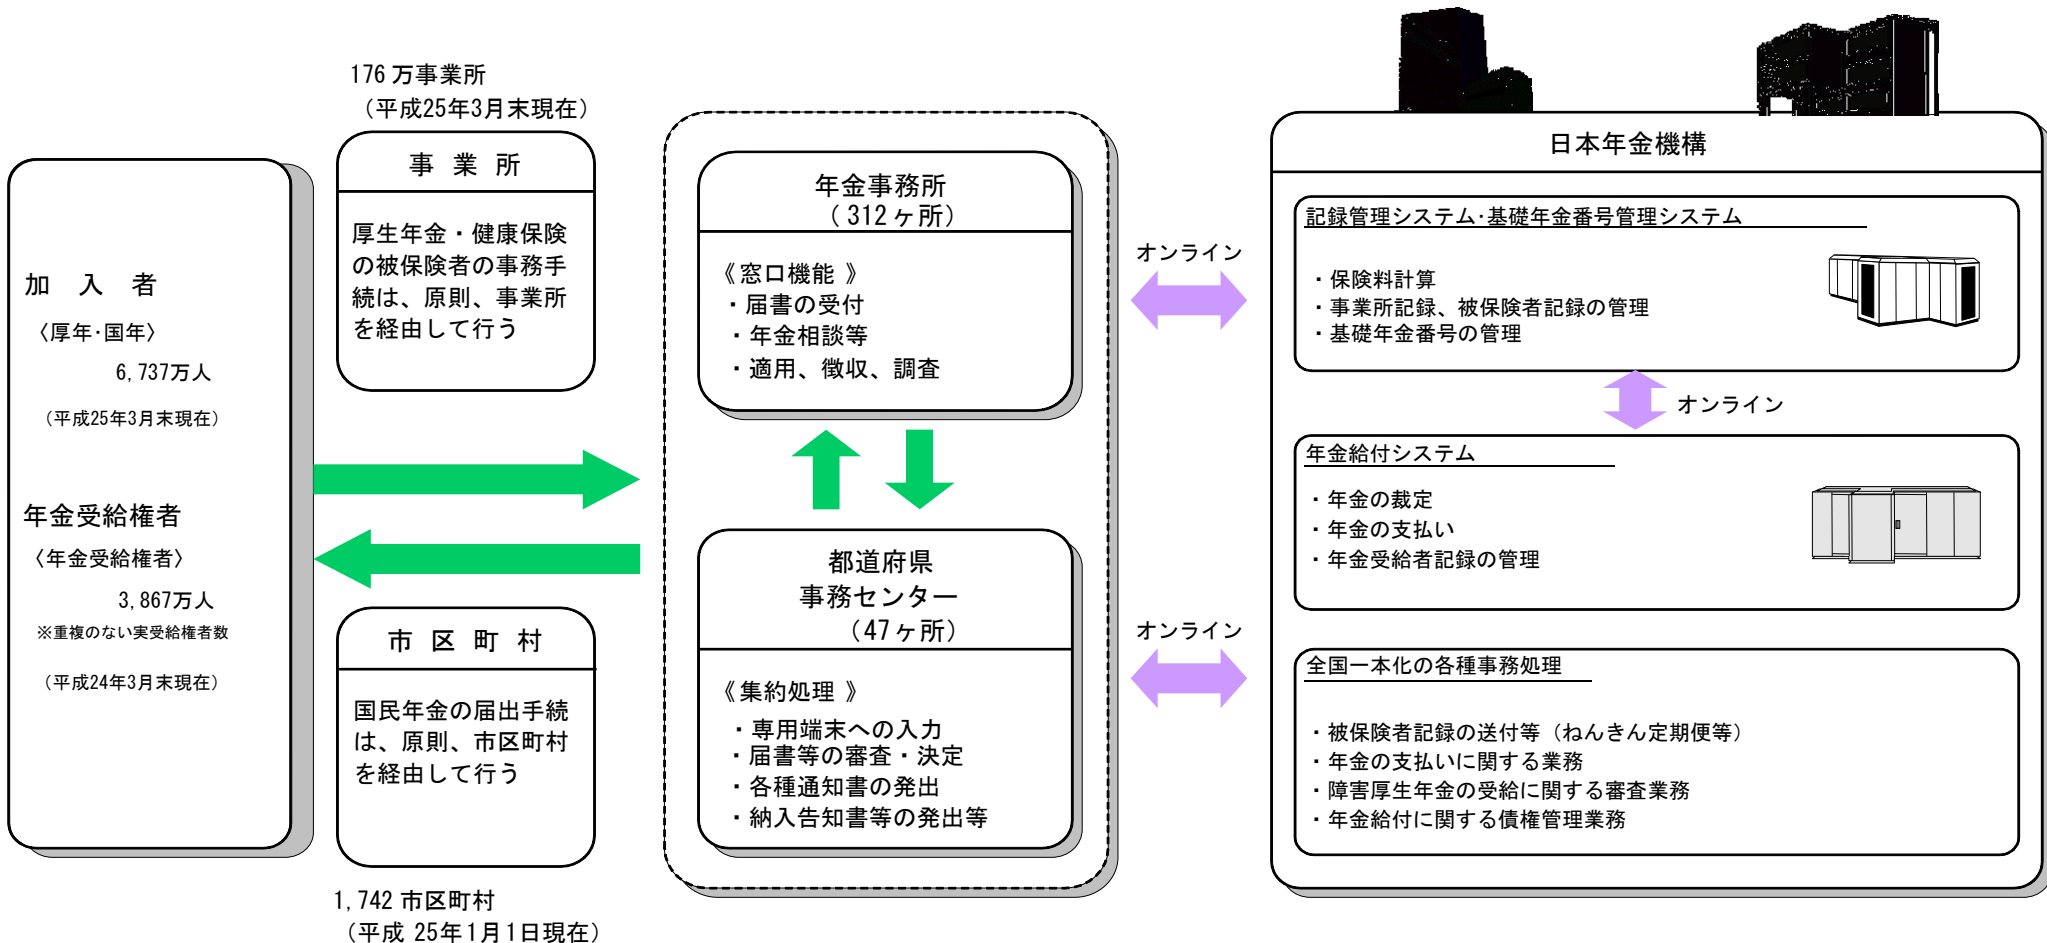 加 入 者
〈厚年･国年〉
6,737万人
（平成25年3月末現在）
年金受給権者
〈年金受給権者〉
3,867万人
※重複のない実受給権者数
（平成24年3月末現在）
176 万事業所
（平成25年3月末現在）
事 業 所
厚生年金・健康保険
の被保険者の事務手
続は、原則、事業所
を経由して行う
市 区 町 村
国民年金の届出手続
は、原則、市区町村
を経由して行う
1,742 市区町村
（平成 25年1月1日現在）
年金事務所
（312ヶ所）
《窓口機能 》
・届書の受付
・年金相談等
・適用、徴収、調査
都道府県
事務センター
（47ヶ所）
《集約処理 》
・専用端末への入力
・届書等の審査・決定
・各種通知書の発出
・納入告知書等の発出等
オンライン
オンライン
日本年金機構
記録管理システム･基礎年金番号管理システム
・保険料計算
・事業所記録、被保険者記録の管理
・基礎年金番号の管理
オンライン
年金給付システム
・年金の裁定
・年金の支払い
・年金受給者記録の管理
全国一本化の各種事務処理
・被保険者記録の送付等（ねんきん定期便等）
・年金の支払いに関する業務
・障害厚生年金の受給に関する審査業務
・年金給付に関する債権管理業務